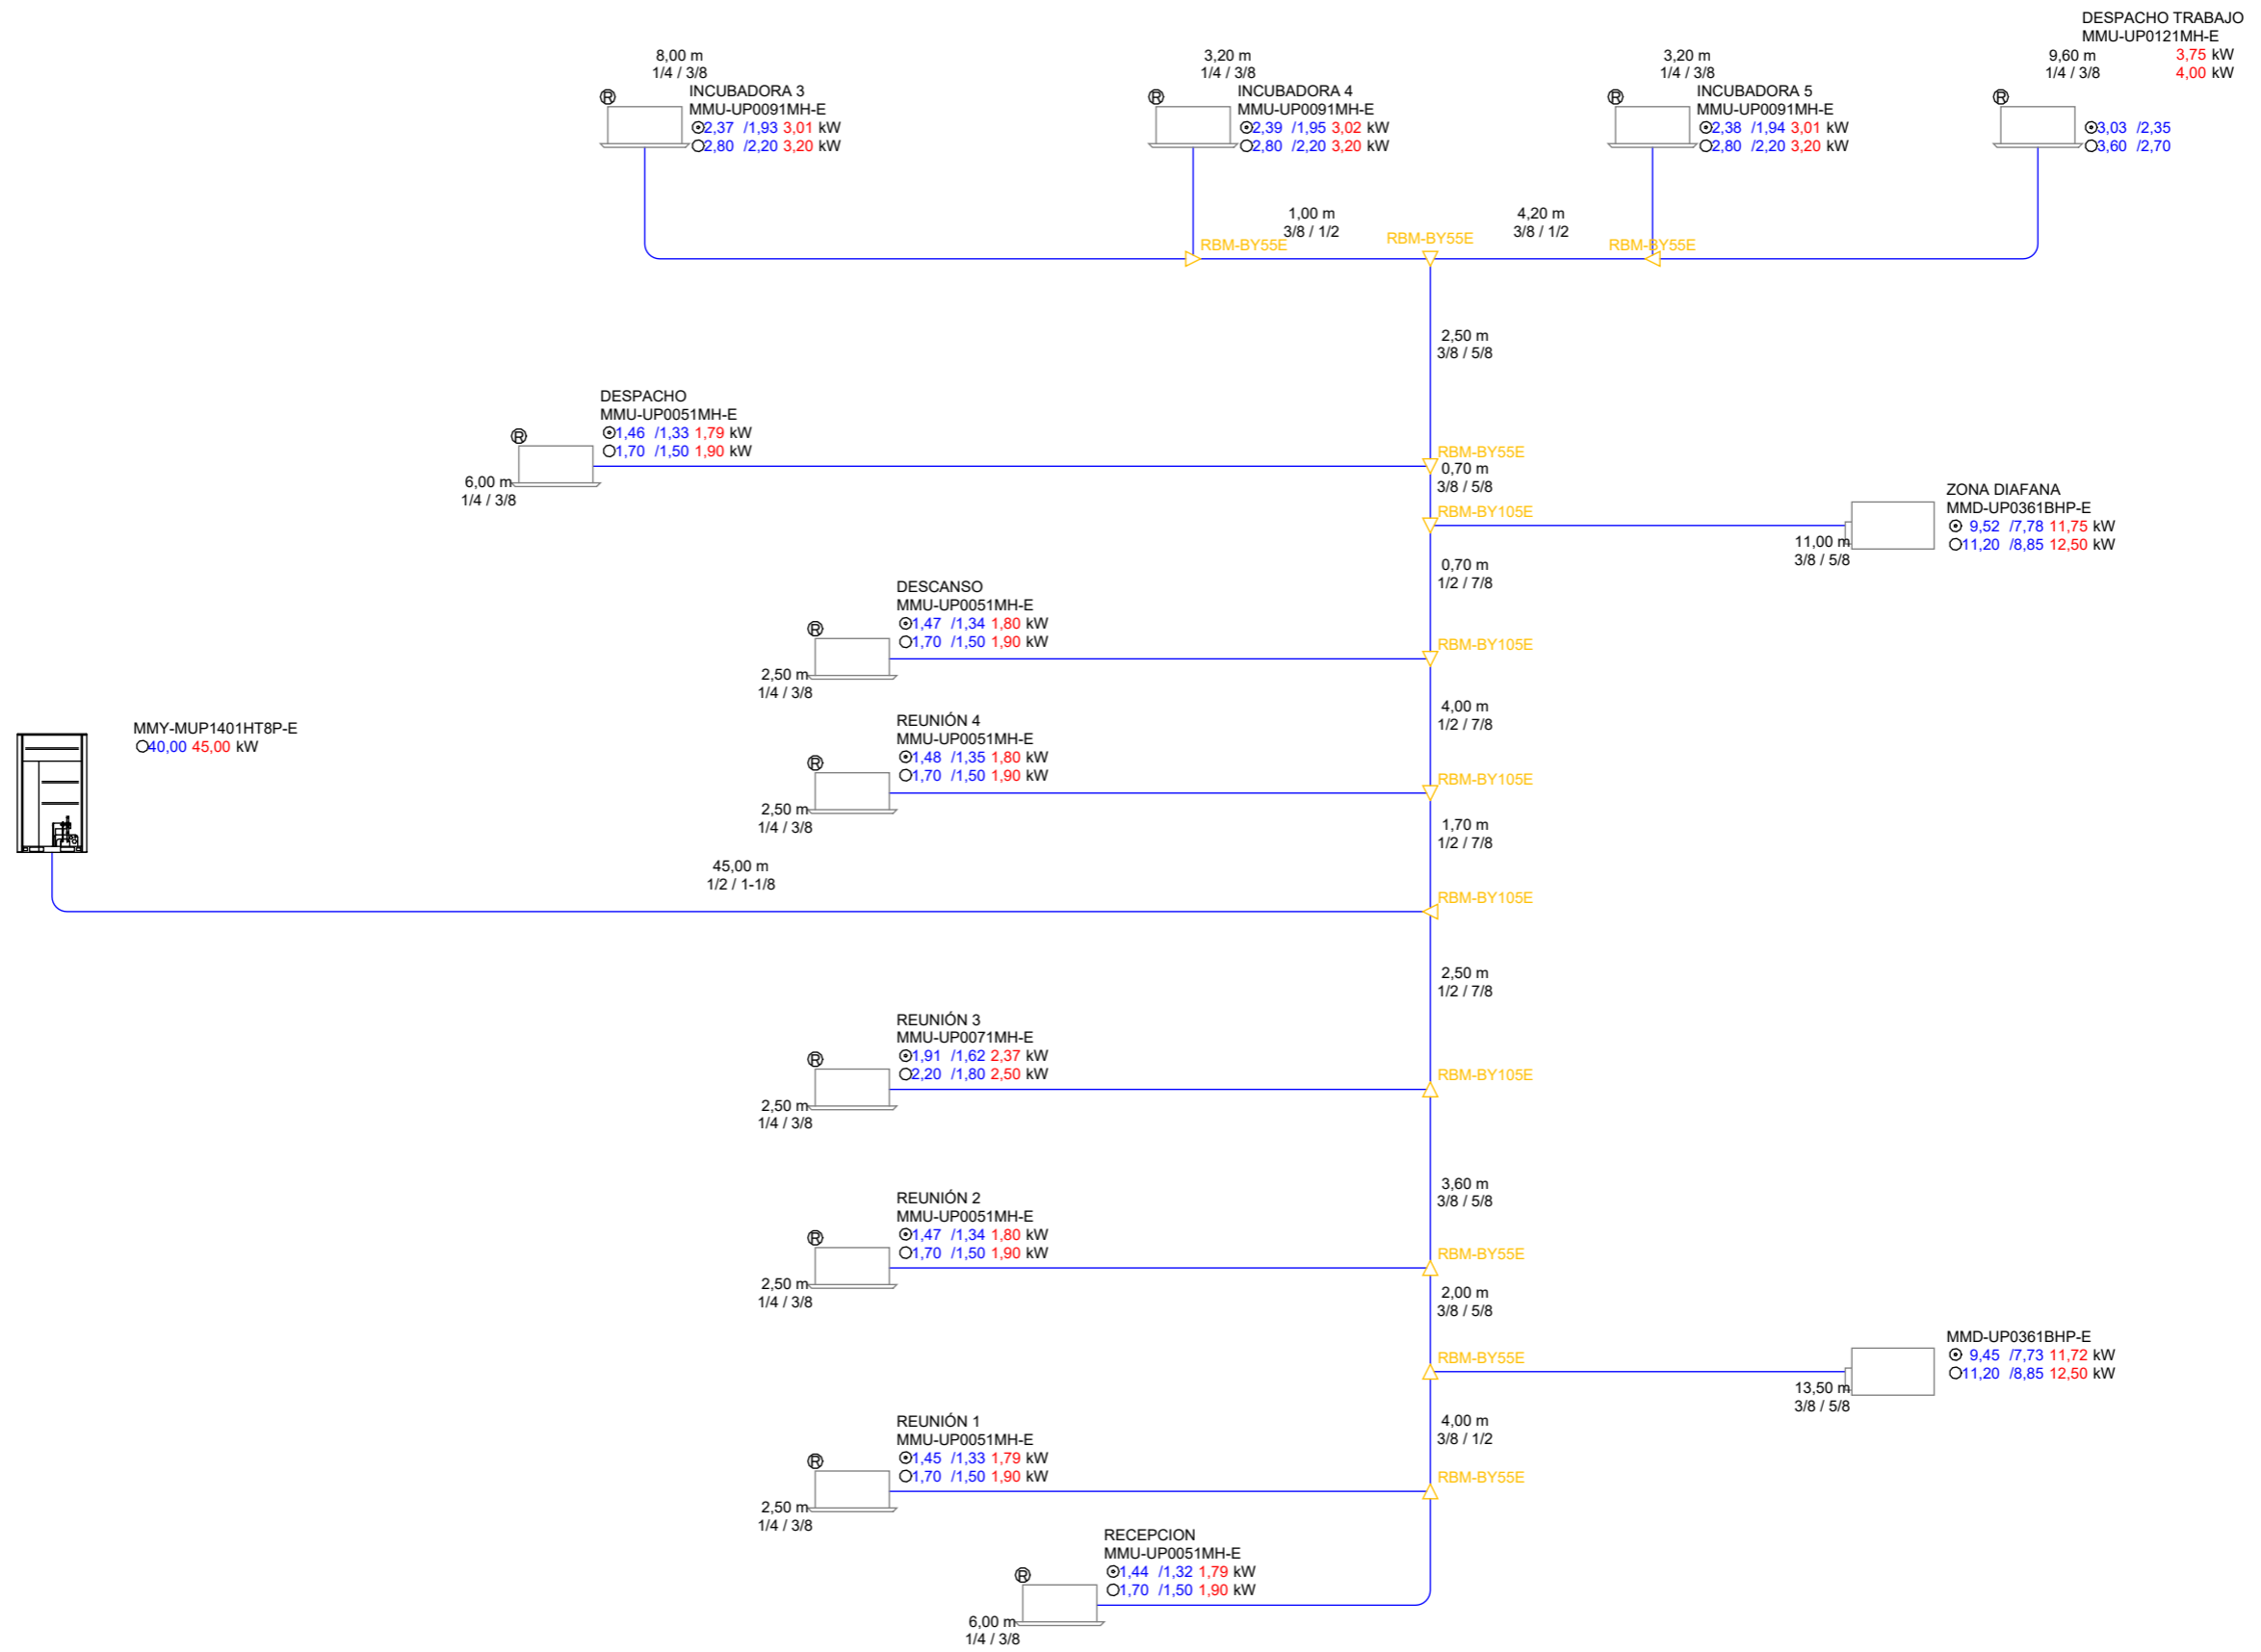 DESPACHO TRABAJO
MMU-UP0121MH-E
3,75 kW
4,00 kW
8,00 m
1/4 / 3/8
3,20 m
1/4 / 3/8
3,20 m
1/4 / 3/8
9,60 m
1/4 / 3/8
R
INCUBADORA 3
MMU-UP0091MH-E
2,37 /1,93 3,01 kW
2,80 /2,20 3,20 kW
R
INCUBADORA 4
MMU-UP0091MH-E
2,39 /1,95 3,02 kW
2,80 /2,20 3,20 kW
R
INCUBADORA 5
MMU-UP0091MH-E
2,38 /1,94 3,01 kW
2,80 /2,20 3,20 kW
R
3,03 /2,35
3,60 /2,70
1,00 m
3/8 / 1/2
4,20 m
3/8 / 1/2
RBM-BY55E
RBM-BY55E
RBM-BY55E
2,50 m
3/8 / 5/8
DESPACHO
MMU-UP0051MH-E
1,46 /1,33 1,79 kW
1,70 /1,50 1,90 kW
R
6,00 m
1/4 / 3/8
RBM-BY55E
0,70 m
3/8 / 5/8
RBM-BY105E
ZONA DIAFANA
MMD-UP0361BHP-E
9,52 /7,78 11,75 kW
11,20 /8,85 12,50 kW
11,00 m
3/8 / 5/8
0,70 m
1/2 / 7/8
DESCANSO
MMU-UP0051MH-E
1,47 /1,34 1,80 kW
1,70 /1,50 1,90 kW
R
2,50 m
1/4 / 3/8
RBM-BY105E
4,00 m
1/2 / 7/8
REUNIÓN 4
MMU-UP0051MH-E
1,48 /1,35 1,80 kW
1,70 /1,50 1,90 kW
R
2,50 m
1/4 / 3/8
RBM-BY105E
MMY-MUP1401HT8P-E
40,00 45,00 kW
1,70 m
1/2 / 7/8
45,00 m
1/2 / 1-1/8
RBM-BY105E
2,50 m
1/2 / 7/8
REUNIÓN 3
MMU-UP0071MH-E
1,91 /1,62 2,37 kW
2,20 /1,80 2,50 kW
R
2,50 m
1/4 / 3/8
RBM-BY105E
3,60 m
3/8 / 5/8
REUNIÓN 2
MMU-UP0051MH-E
1,47 /1,34 1,80 kW
1,70 /1,50 1,90 kW
R
2,50 m
1/4 / 3/8
RBM-BY55E
2,00 m
3/8 / 5/8
RBM-BY55E
MMD-UP0361BHP-E
9,45 /7,73 11,72 kW
11,20 /8,85 12,50 kW
13,50 m
3/8 / 5/8
4,00 m
3/8 / 1/2
REUNIÓN 1
MMU-UP0051MH-E
1,45 /1,33 1,79 kW
1,70 /1,50 1,90 kW
R
2,50 m
1/4 / 3/8
RBM-BY55E
RECEPCION
MMU-UP0051MH-E
1,44 /1,32 1,79 kW
1,70 /1,50 1,90 kW
R
6,00 m
1/4 / 3/8